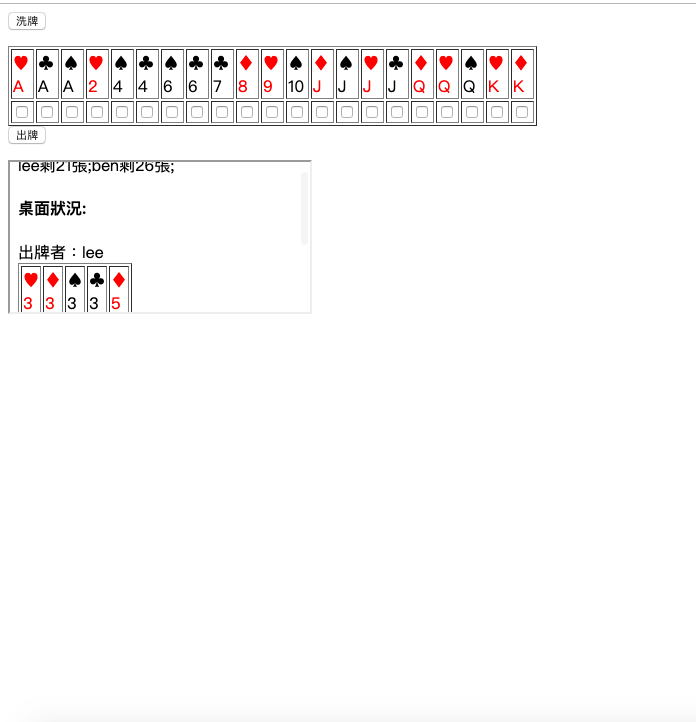 洗牌
♥ ♣ ♠ ♥ ♠ ♣ ♠ ♣ ♣ ♦ ♥ ♠ ♦ ♠ ♥ ♣ ♦ ♥ ♠ ♥ ♦
A A A 2 4 4 6 6 7 8 9 10 J J J J Q Q Q K K
出牌
lee剩21張;ben剩26張;
桌面狀況:
出牌者：lee
♥ ♦ ♠ ♣ ♦
3 3 3 3 5